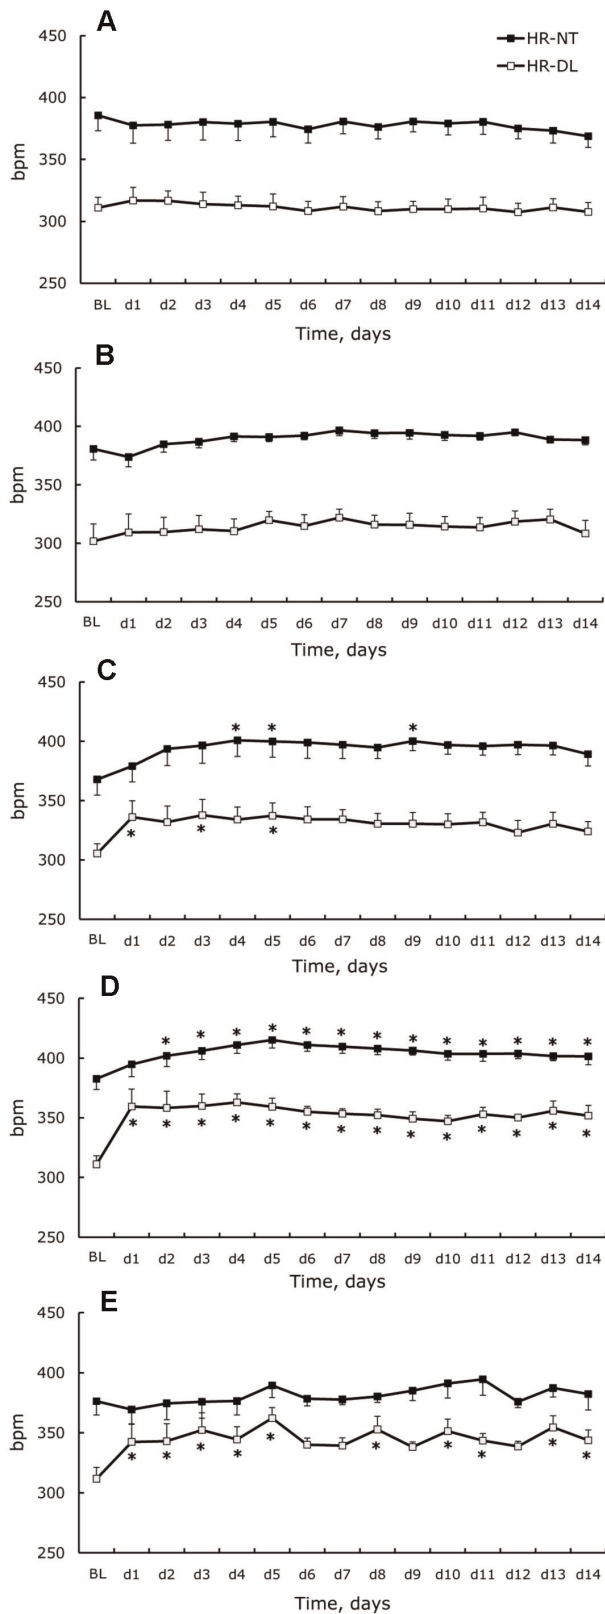 A
HR-NT
HR-DL
450
400
350
300
250
bpm
BL d1 d2 d3 d4 d5 d6 d7 d8 d9 d10 d11 d12 d13 d14
Time, days
B
450
400
350
300
250
bpm
BL d1 d2 d3 d4 d5 d6 d7 d8 d9 d10 d11 d12 d13 d14
Time, days
C
450
400
350
300
250
bpm
* * *
* * *
BL d1 d2 d3 d4 d5 d6 d7 d8 d9 d10 d11 d12 d13 d14
Time, days
D
450
400
350
300
250
bpm
* * * * * * * * * * * * *
* * * * * * * * * * * * * *
BL d1 d2 d3 d4 d5 d6 d7 d8 d9 d10 d11 d12 d13 d14
Time, days
E
450
400
350
300
250
bpm
* * * * * * * * * *
BL d1 d2 d3 d4 d5 d6 d7 d8 d9 d10 d11 d12 d13 d14
Time, days